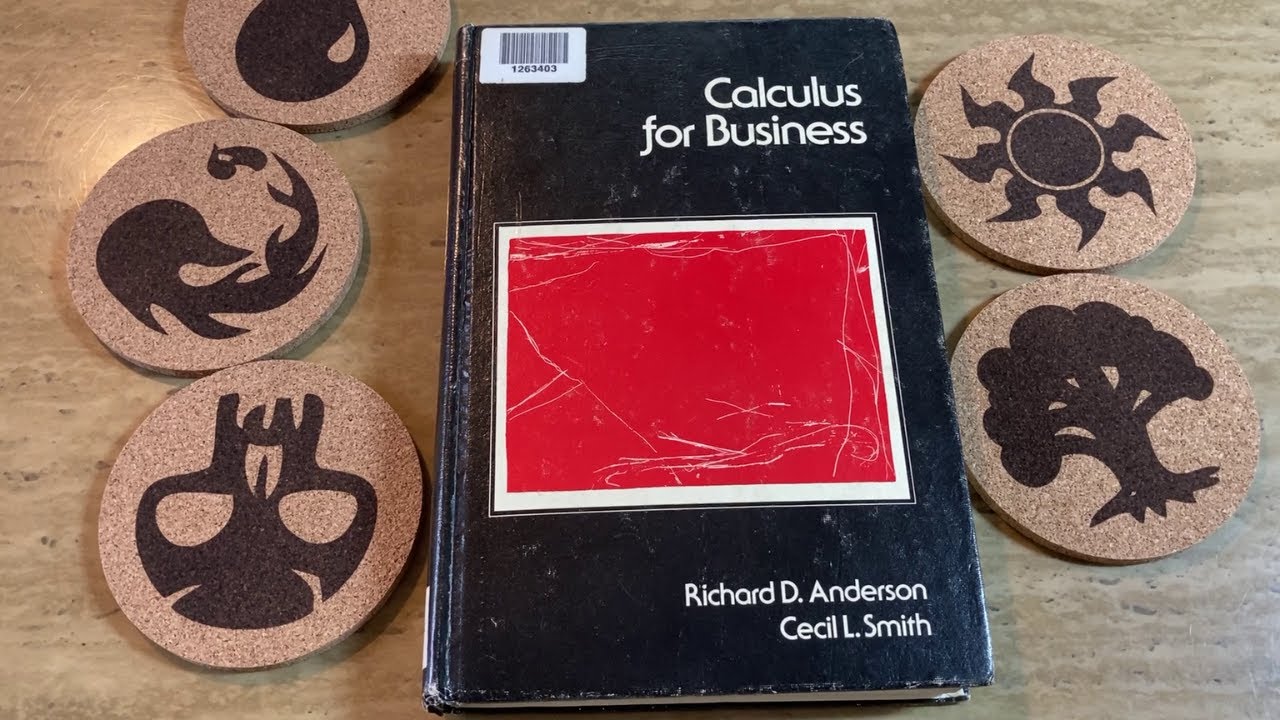 1263403
Calculus
for Business
Richard D. Anderson
Cecil L. Smith